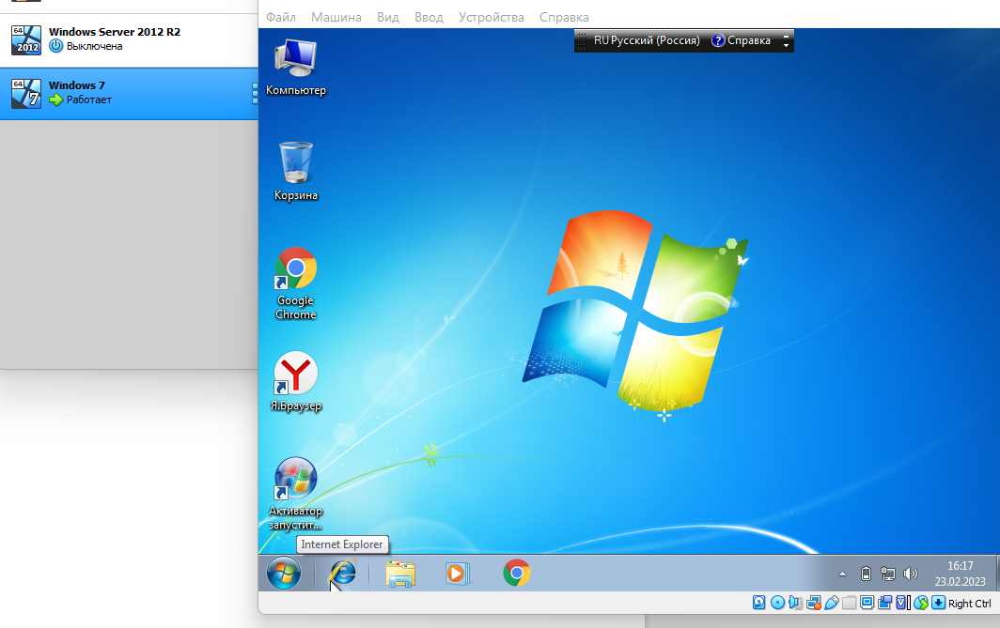 Файл Машина Вид Ввод Устройства Справка
64
2012
Windows Server 2012 R2
Выключена
64
7
Windows 7
Работает
RU Русский (Россия) ? Справка
Компьютер
Корзина
Google
Chrome
Я.Браузер
Активатор
запустит...
Internet Explorer
16:17
23.02.2023
Right Ctrl